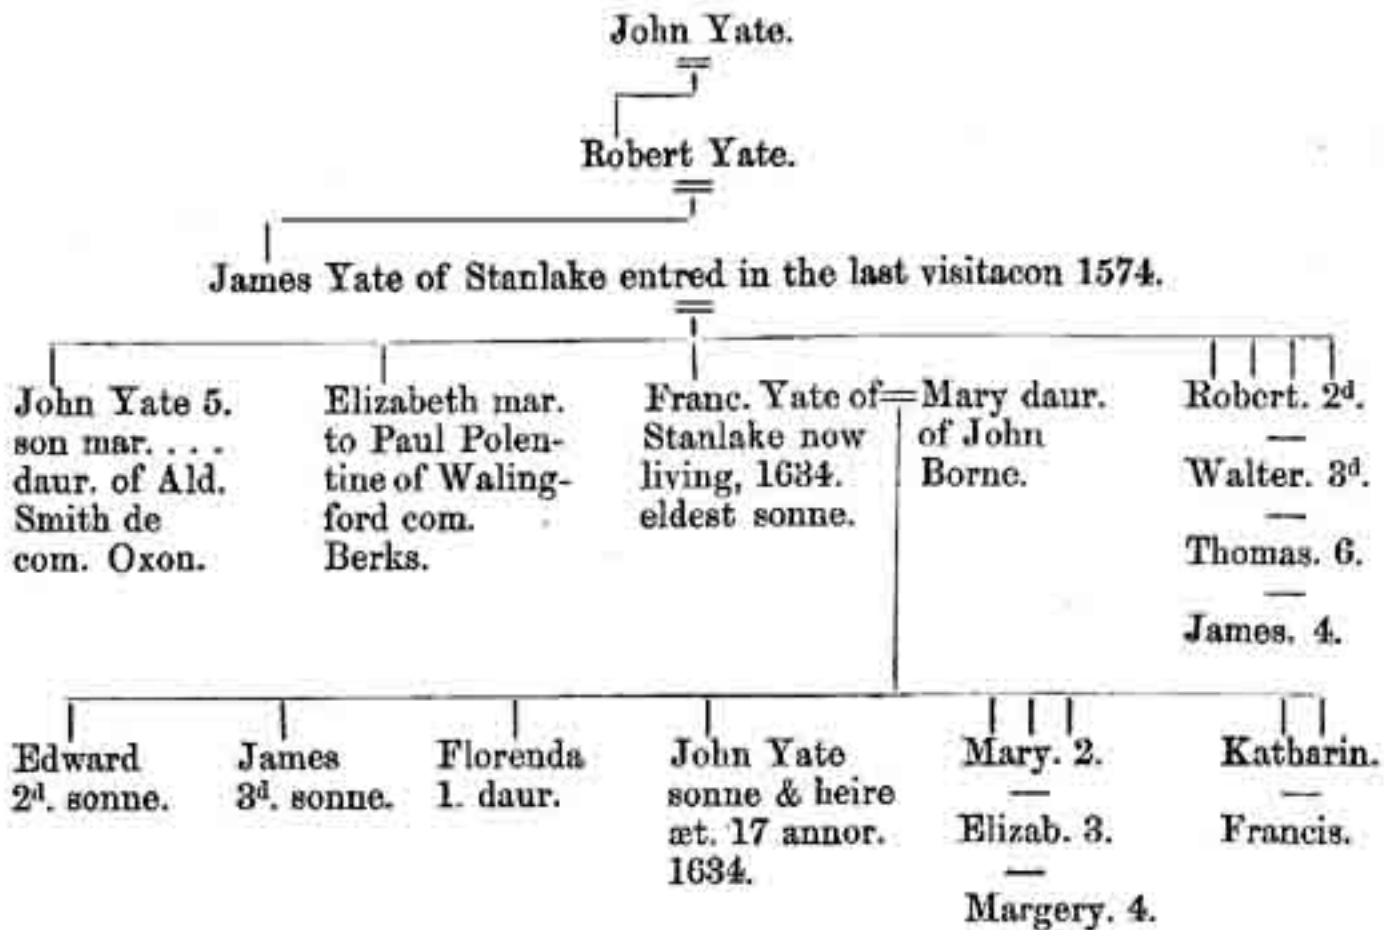 John Yate.
Robert Yate.
James Yate of Stanlake entred in the last visitacon 1574.
John Yate 5.
son mar. . . .
daur. of Ald.
Smith de
com. Oxon.
Elizabeth mar.
to Paul Polen-
tine of Waling-
ford com.
Berks.
Franc. Yate of
Stanlake now
living, 1634.
eldest sonne.
Mary daur.
of John
Borne.
Robert. 2d.
Walter. 3d.
Thomas. 6.
James. 4.
Edward
2d. sonne.
James
3d. sonne.
Florenda
1. daur.
John Yate
sonne & heire
æt. 17 annor.
1634.
Mary. 2.
Elizab. 3.
Margery. 4.
Katharin.
Francis.